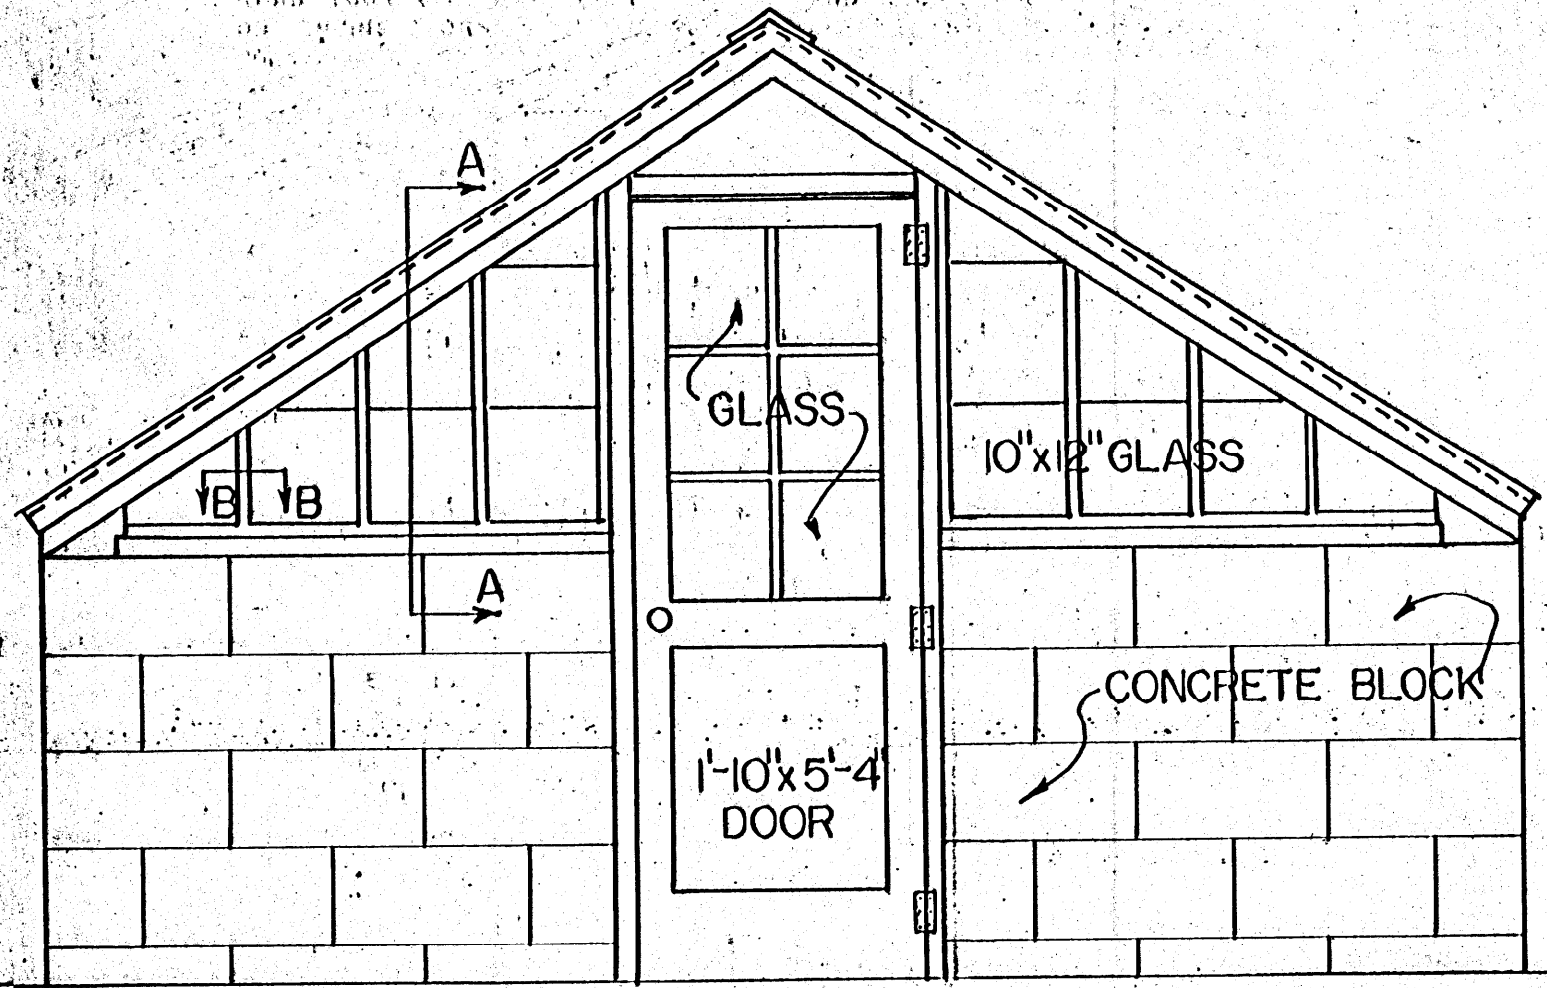 A
GLASS
10"x12" GLASS
B B
A
CONCRETE BLOCK
1'-10"x 5'-4"
DOOR